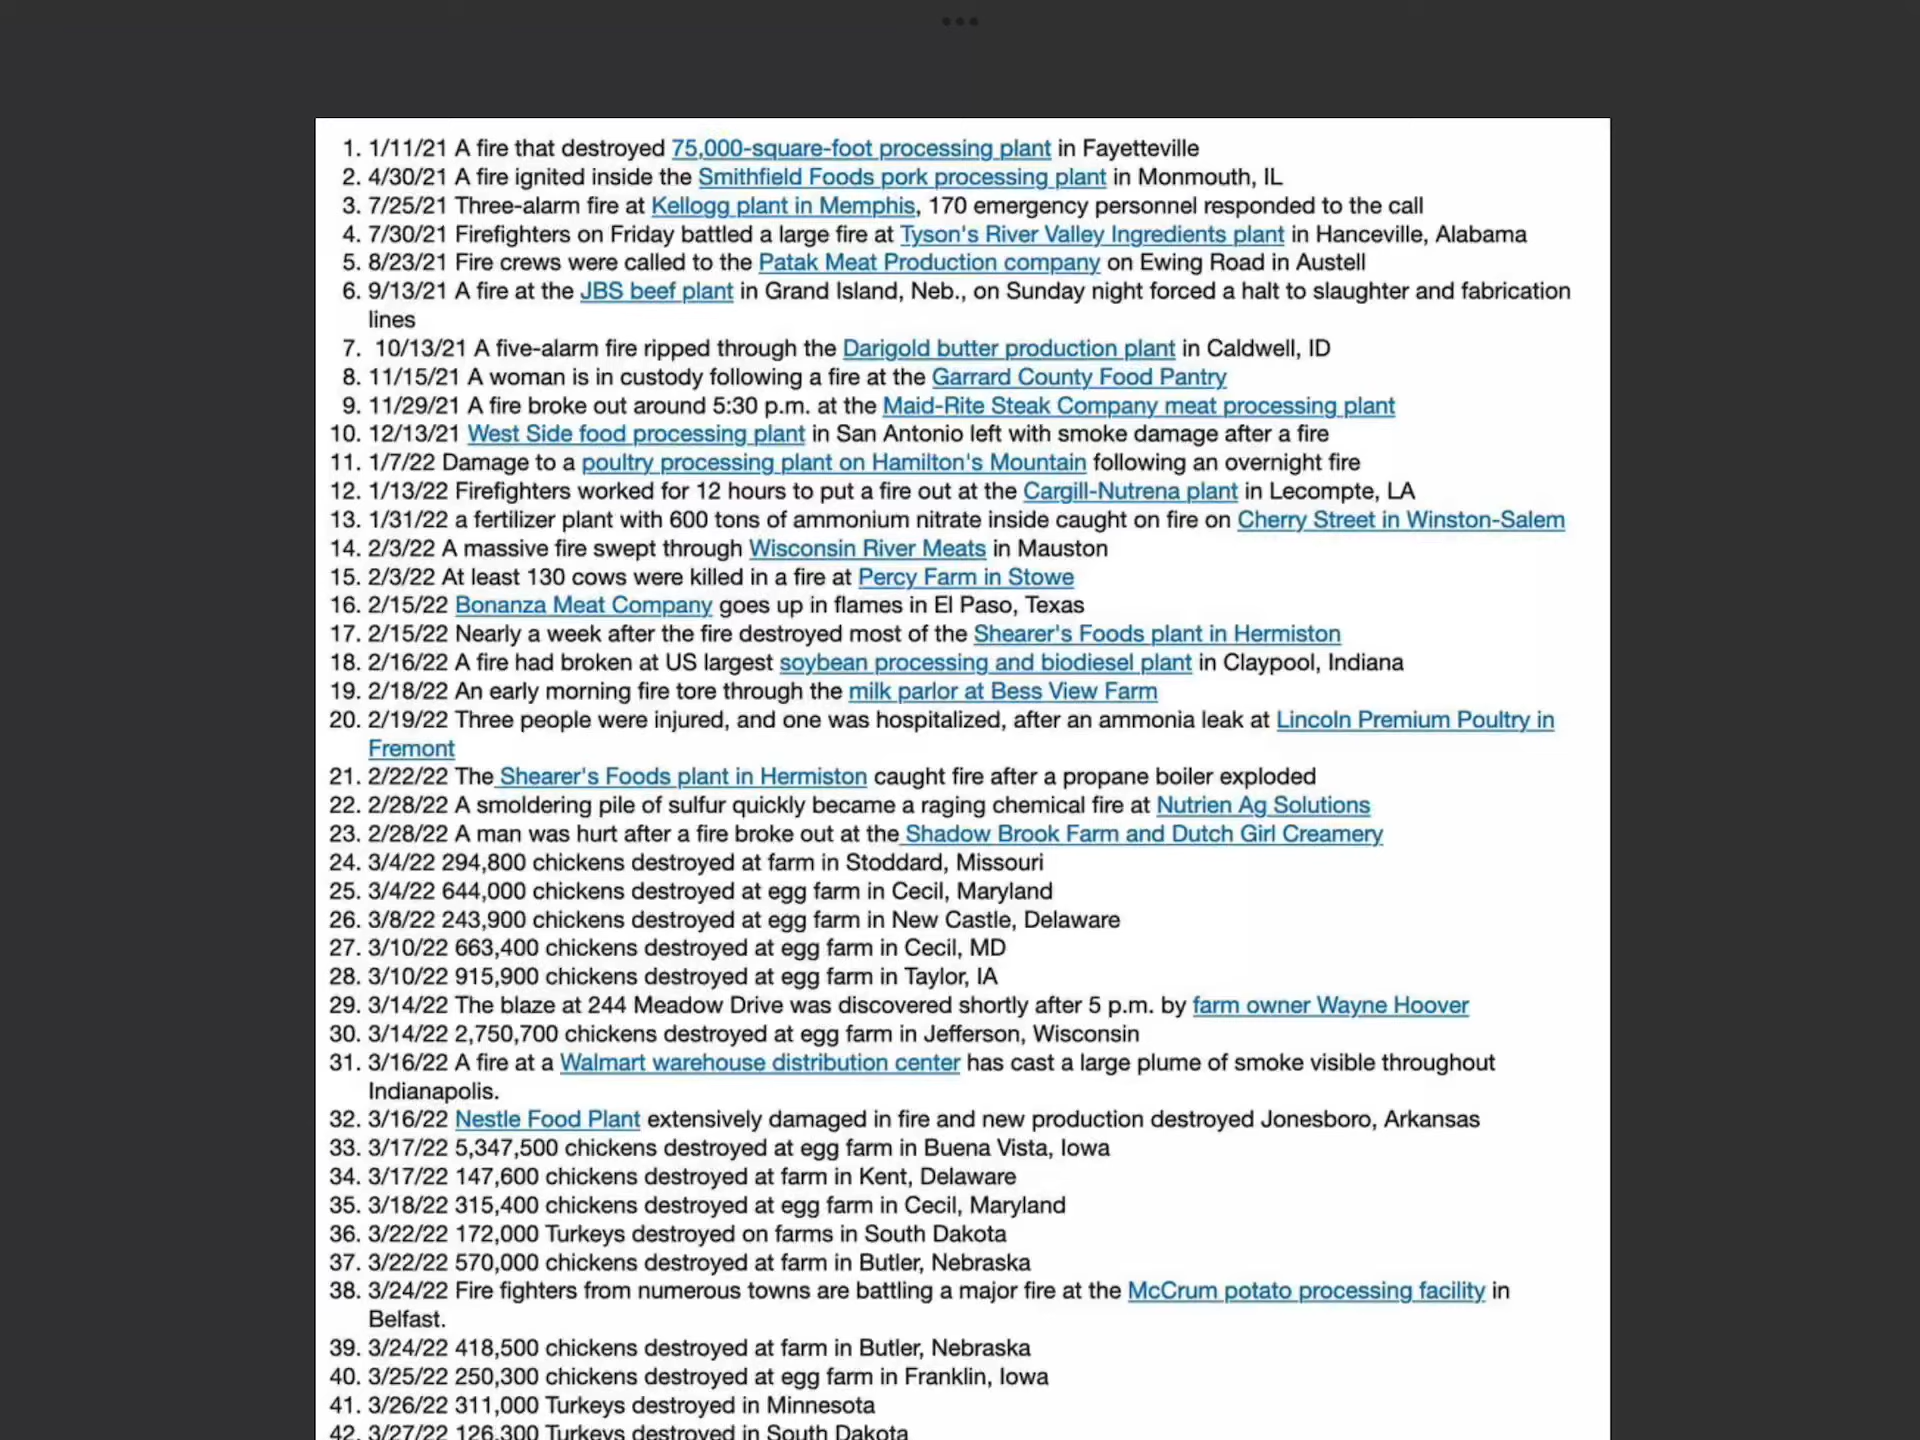 1. 1/11/21 A fire that destroyed 75,000-square-foot processing plant in Fayetteville
2. 4/30/21 A fire ignited inside the Smithfield Foods pork processing plant in Monmouth, IL
3. 7/25/21 Three-alarm fire at Kellogg plant in Memphis, 170 emergency personnel responded to the call
4. 7/30/21 Firefighters on Friday battled a large fire at Tyson's River Valley Ingredients plant in Hanceville, Alabama
5. 8/23/21 Fire crews were called to the Patak Meat Production company on Ewing Road in Austell
6. 9/13/21 A fire at the JBS beef plant in Grand Island, Neb., on Sunday night forced a halt to slaughter and fabrication
lines
7. 10/13/21 A five-alarm fire ripped through the Darigold butter production plant in Caldwell, ID
8. 11/15/21 A woman is in custody following a fire at the Garrard County Food Pantry
9. 11/29/21 A fire broke out around 5:30 p.m. at the Maid-Rite Steak Company meat processing plant
10. 12/13/21 West Side food processing plant in San Antonio left with smoke damage after a fire
11. 1/7/22 Damage to a poultry processing plant on Hamilton's Mountain following an overnight fire
12. 1/13/22 Firefighters worked for 12 hours to put a fire out at the Cargill-Nutrena plant in Lecompte, LA
13. 1/31/22 a fertilizer plant with 600 tons of ammonium nitrate inside caught on fire on Cherry Street in Winston-Salem
14. 2/3/22 A massive fire swept through Wisconsin River Meats in Mauston
15. 2/3/22 At least 130 cows were killed in a fire at Percy Farm in Stowe
16. 2/15/22 Bonanza Meat Company goes up in flames in El Paso, Texas
17. 2/15/22 Nearly a week after the fire destroyed most of the Shearer's Foods plant in Hermiston
18. 2/16/22 A fire had broken at US largest soybean processing and biodiesel plant in Claypool, Indiana
19. 2/18/22 An early morning fire tore through the milk parlor at Bess View Farm
20. 2/19/22 Three people were injured, and one was hospitalized, after an ammonia leak at Lincoln Premium Poultry in
Fremont
21. 2/22/22 The Shearer's Foods plant in Hermiston caught fire after a propane boiler exploded
22. 2/28/22 A smoldering pile of sulfur quickly became a raging chemical fire at Nutrien Ag Solutions
23. 2/28/22 A man was hurt after a fire broke out at the Shadow Brook Farm and Dutch Girl Creamery
24. 3/4/22 294,800 chickens destroyed at farm in Stoddard, Missouri
25. 3/4/22 644,000 chickens destroyed at egg farm in Cecil, Maryland
26. 3/8/22 243,900 chickens destroyed at egg farm in New Castle, Delaware
27. 3/10/22 663,400 chickens destroyed at egg farm in Cecil, MD
28. 3/10/22 915,900 chickens destroyed at egg farm in Taylor, IA
29. 3/14/22 The blaze at 244 Meadow Drive was discovered shortly after 5 p.m. by farm owner Wayne Hoover
30. 3/14/22 2,750,700 chickens destroyed at egg farm in Jefferson, Wisconsin
31. 3/16/22 A fire at a Walmart warehouse distribution center has cast a large plume of smoke visible throughout
Indianapolis.
32. 3/16/22 Nestle Food Plant extensively damaged in fire and new production destroyed Jonesboro, Arkansas
33. 3/17/22 5,347,500 chickens destroyed at egg farm in Buena Vista, Iowa
34. 3/17/22 147,600 chickens destroyed at farm in Kent, Delaware
35. 3/18/22 315,400 chickens destroyed at egg farm in Cecil, Maryland
36. 3/22/22 172,000 Turkeys destroyed on farms in South Dakota
37. 3/22/22 570,000 chickens destroyed at farm in Butler, Nebraska
38. 3/24/22 Fire fighters from numerous towns are battling a major fire at the McCrum potato processing facility in
Belfast.
39. 3/24/22 418,500 chickens destroyed at farm in Butler, Nebraska
40. 3/25/22 250,300 chickens destroyed at egg farm in Franklin, Iowa
41. 3/26/22 311,000 Turkeys destroyed in Minnesota
42. 3/27/22 126,300 Turkeys destroyed in South Dakota